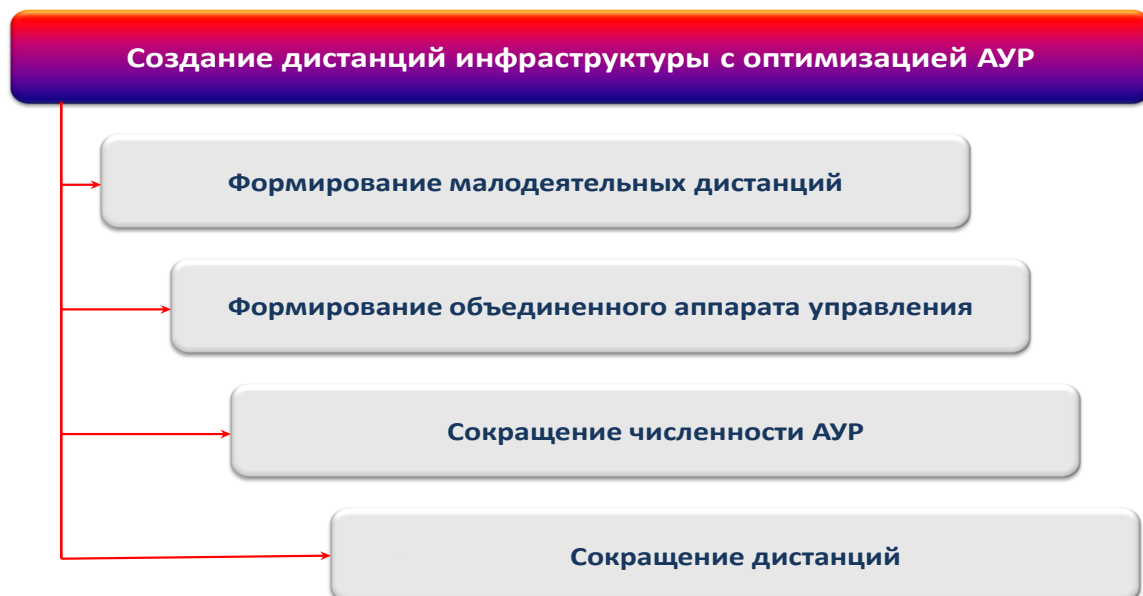 Создание дистанций инфраструктуры с оптимизацией АУР
Формирование малодеятельных дистанций
Формирование объединенного аппарата управления
Сокращение численности АУР
Сокращение дистанций